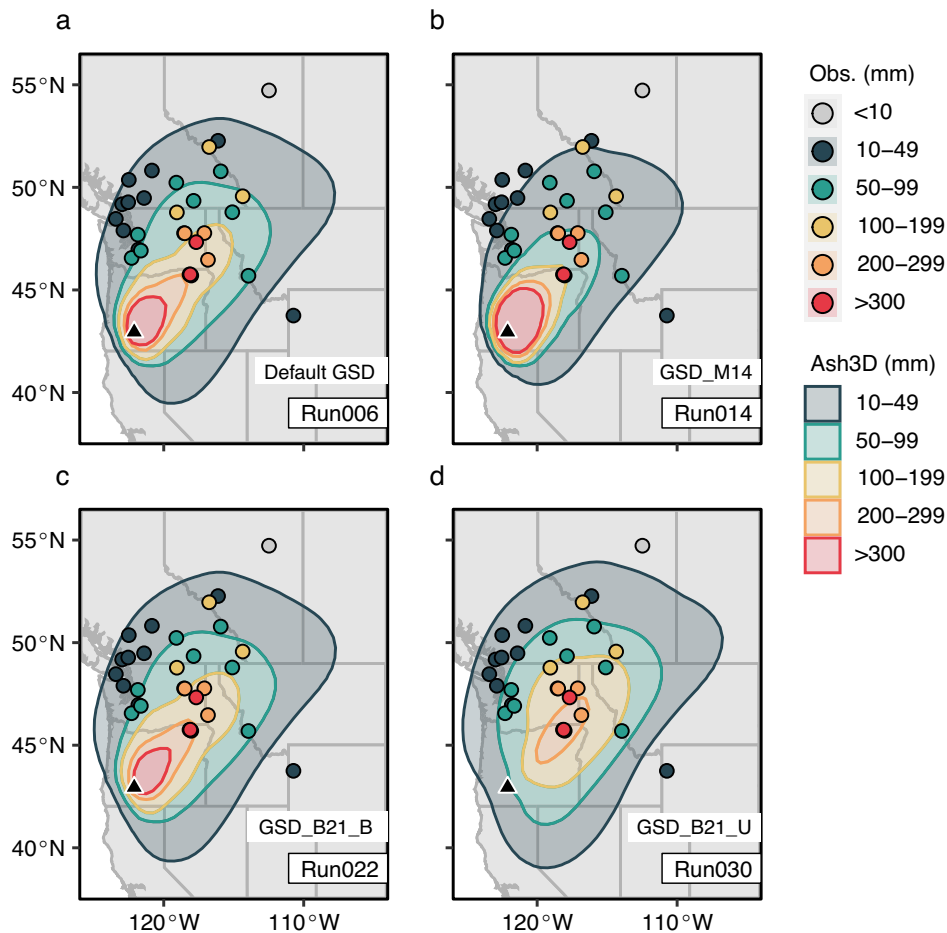 a
b
55°N
50°N
45°N
40°N
Default GSD
Run006
GSD_M14
Run014
Obs. (mm)
<10
10−49
50−99
100−199
200−299
>300
Ash3D (mm)
10−49
50−99
100−199
200−299
>300
c
d
55°N
50°N
45°N
40°N
GSD_B21_B
Run022
GSD_B21_U
Run030
120°W
110°W
120°W
110°W